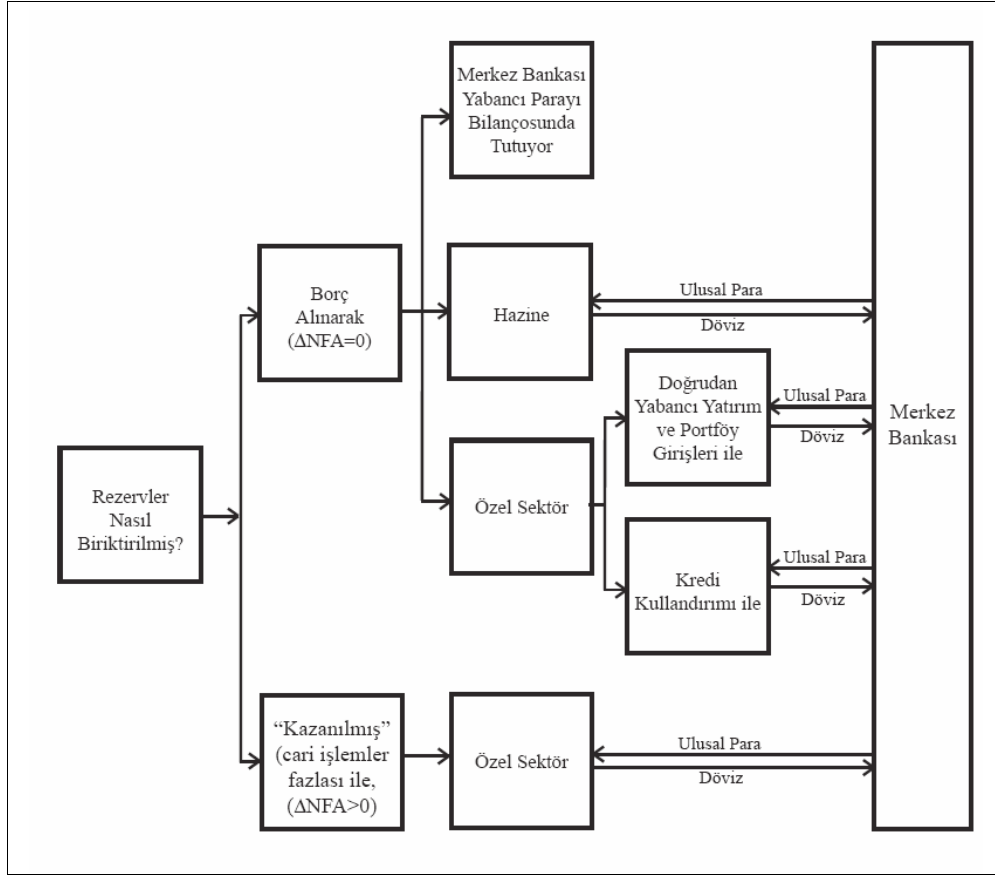 Merkez Bankası
Yabancı Parayı
Bilançosunda
Tutuyor
Borç
Alınarak
(ΔNFA=0)
Hazine
Ulusal Para
Döviz
Doğrudan
Yabancı Yatırım
ve Portföy
Girişleri ile
Ulusal Para
Döviz
Merkez
Bankası
Rezervler
Nasıl
Biriktirilmiş?
Özel Sektör
Kredi
Kullandırımı ile
Ulusal Para
Döviz
“Kazanılmış”
(cari işlemler
fazlası ile,
(ΔNFA>0)
Özel Sektör
Ulusal Para
Döviz